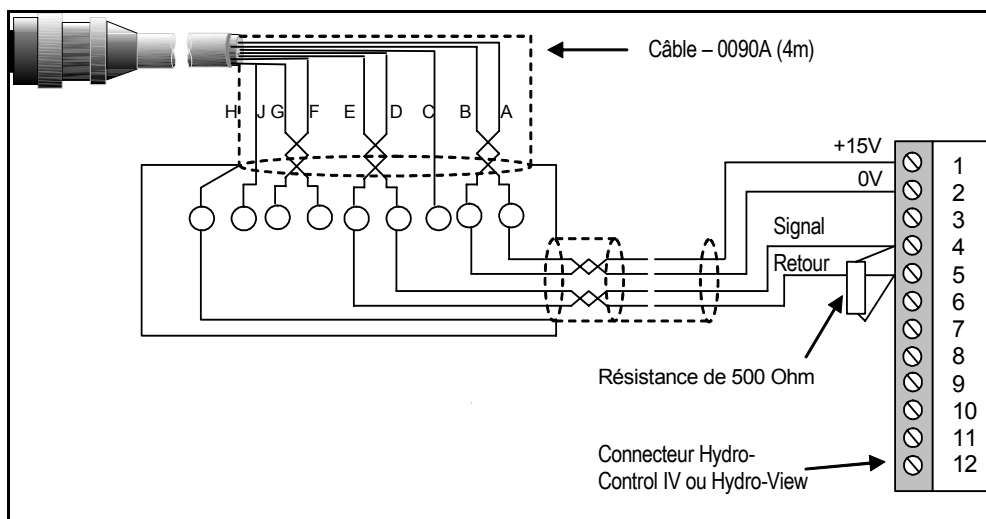 Câble – 0090A (4m)
H J G F E D C B A
+15V
0V
Signal
Retour
1
2
3
4
5
6
7
8
9
10
11
12
Résistance de 500 Ohm
Connecteur Hydro-
Control IV ou Hydro-View